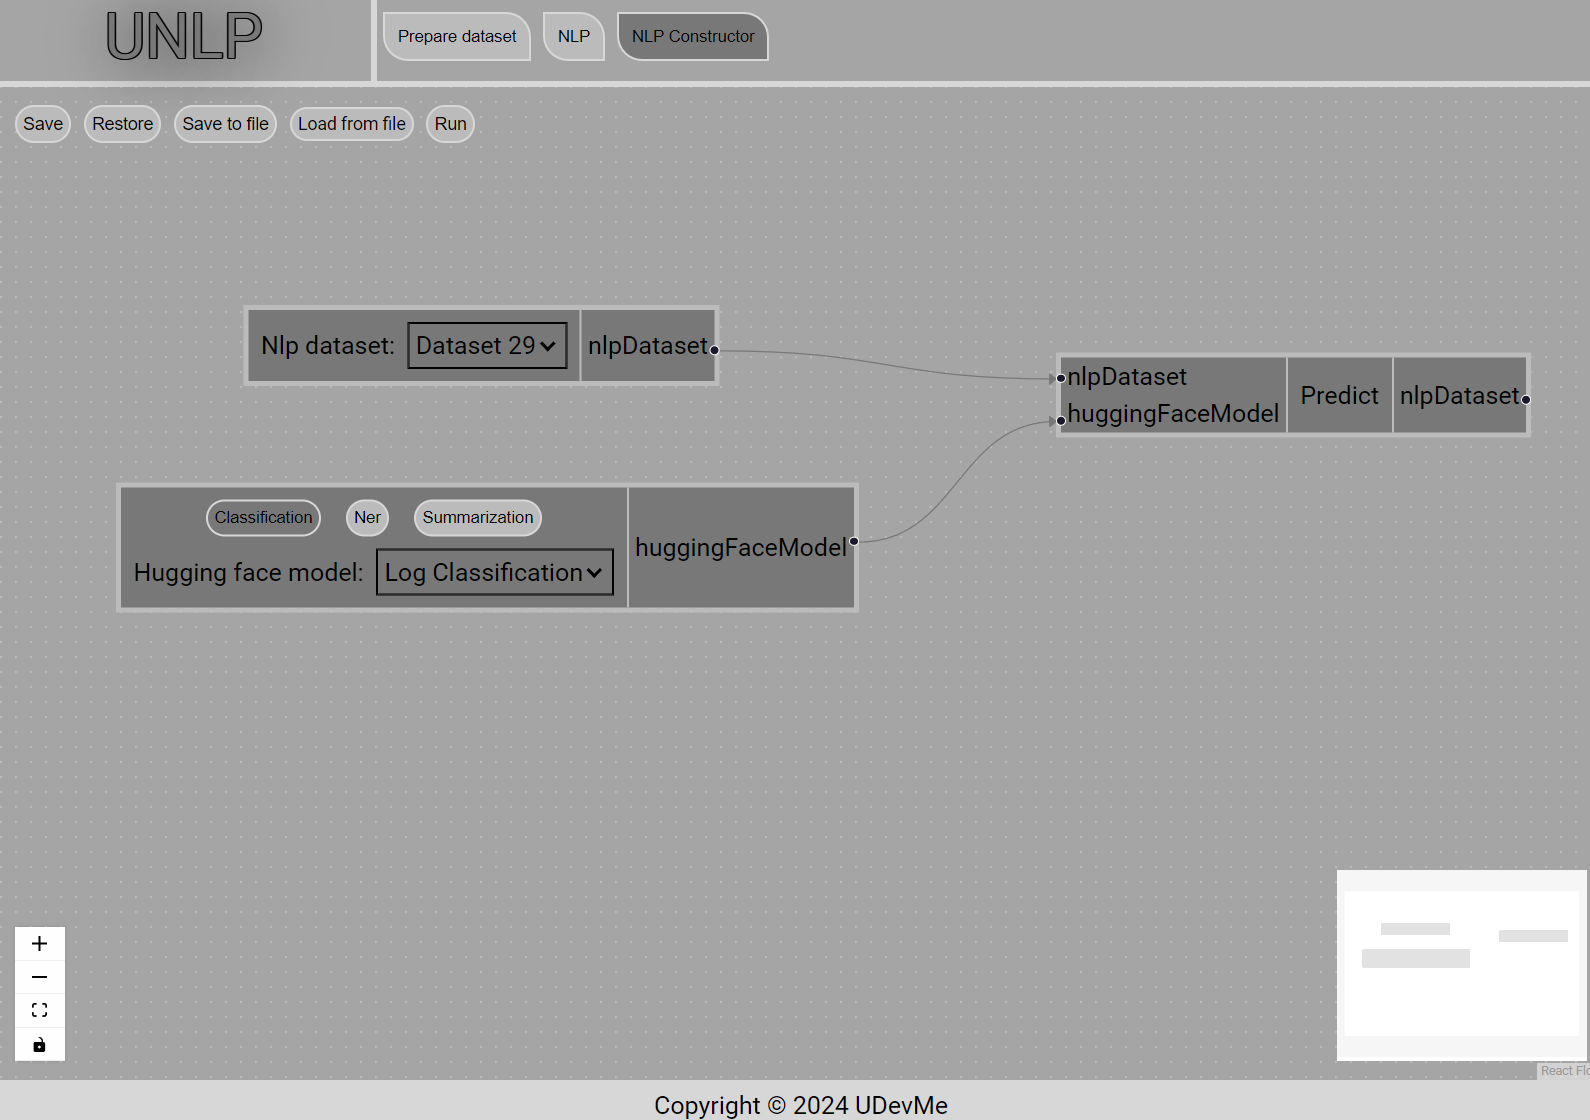 UNLP
Prepare dataset
NLP
NLP Constructor
Save
Restore
Save to file
Load from file
Run
Nlp dataset:
Dataset 29
nlpDataset
nlpDataset
huggingFaceModel
Predict
nlpDataset
Classification
Ner
Summarization
Hugging face model:
Log Classification
huggingFaceModel
React Flo
Copyright © 2024 UDevMe